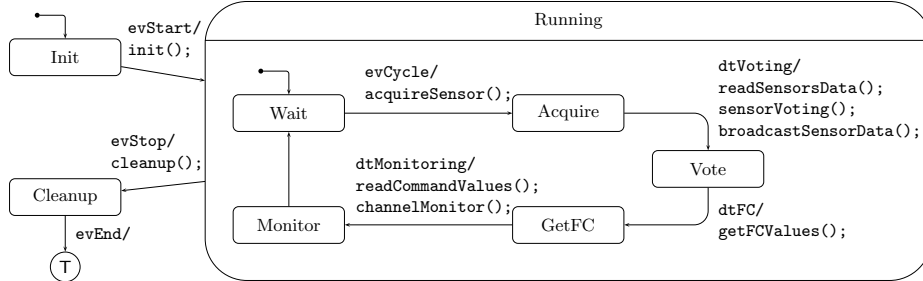 Running
evStart/
init();
Init
evCycle/
acquireSensor();
dtVoting/
readSensorsData();
sensorVoting();
broadcastSensorData();
Wait
Acquire
evStop/
cleanup();
dtMonitoring/
readCommandValues();
channelMonitor();
Vote
Cleanup
Monitor
GetFC
dtFC/
getFCValues();
evEnd/
T